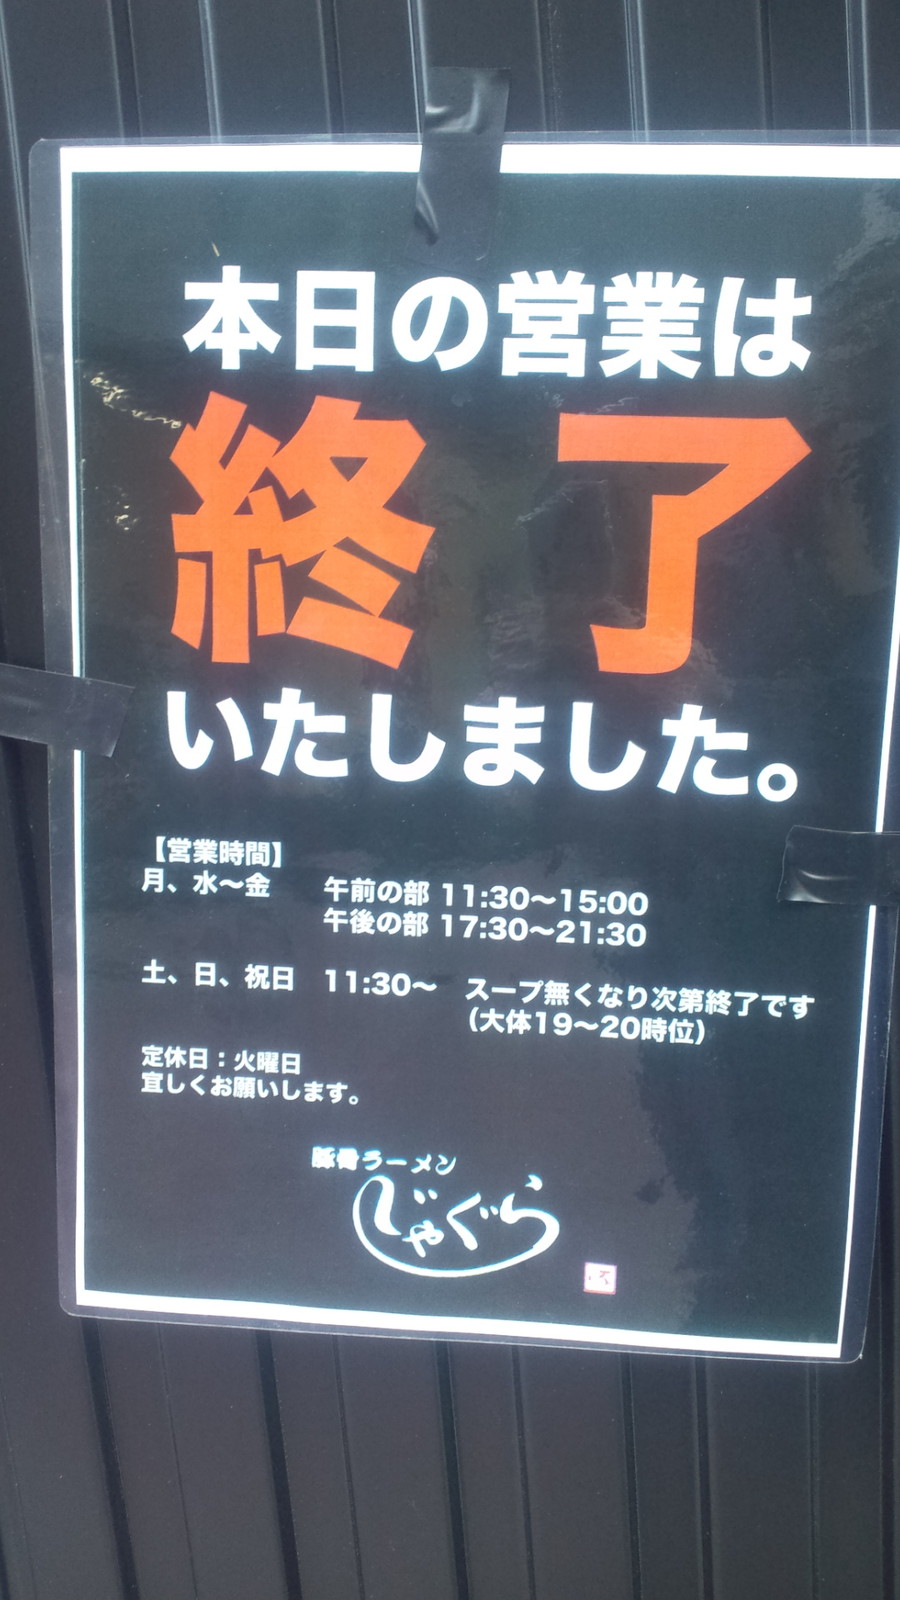 本日の営業は
終了
いたしました。
【営業時間】
月、水〜金 午前の部 11:30〜15:00
午後の部 17:30〜21:30
土、日、祝日 11:30〜 スープ無くなり次第終了です
(大体19〜20時位)
定休日：火曜日
宜しくお願いします。
豚骨ラーメン
じゃぐら